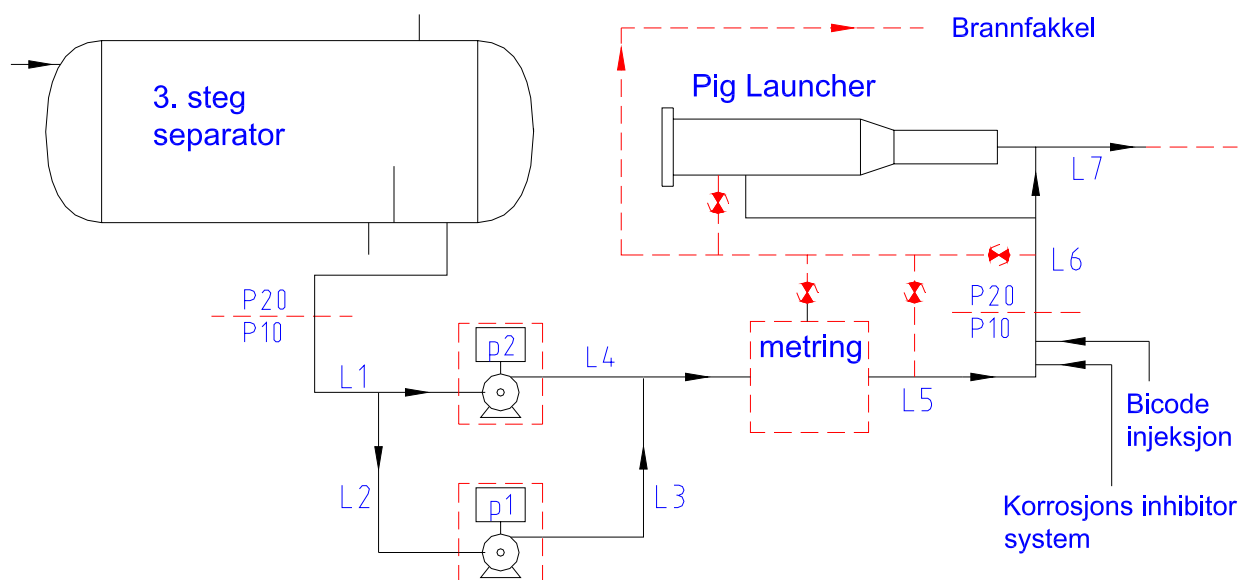 Brannfakkel
3. steg
separator
Pig Launcher
L7
L6
P20
P10
P20
P10
p2
L4
metring
L1
L5
Bicode
injeksjon
L2
p1
L3
Korrosjons inhibitor
system